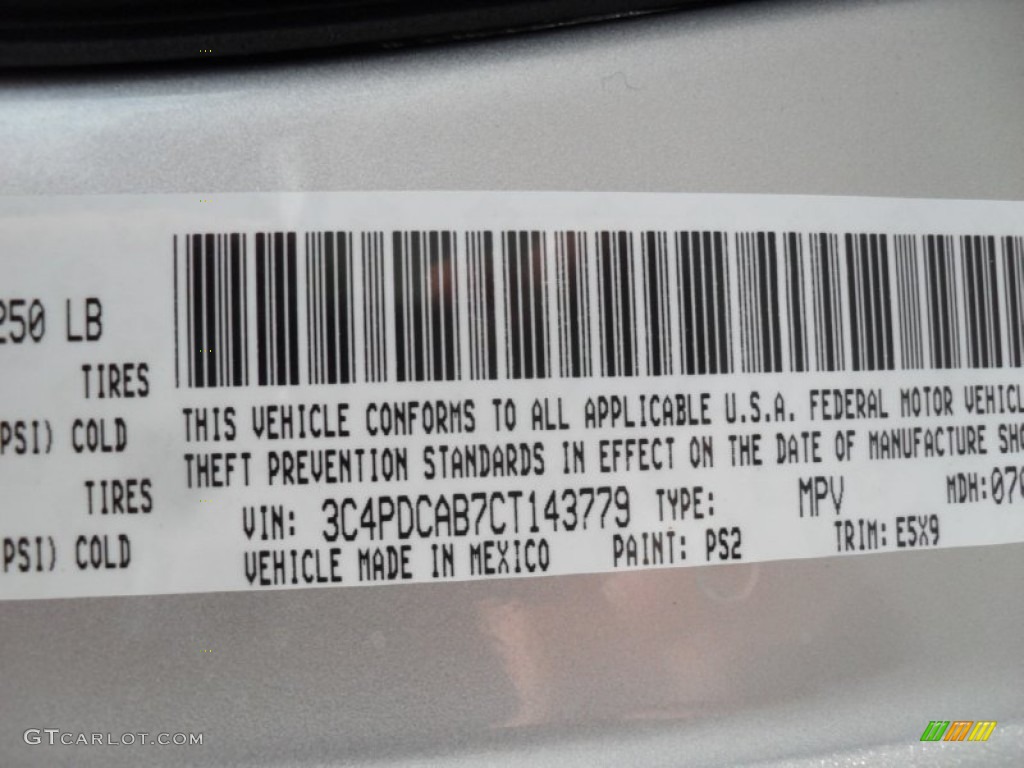 250 LB
TIRES
PSI) COLD
TIRES
PSI) COLD
THIS VEHICLE CONFORMS TO ALL APPLICABLE U.S.A. FEDERAL MOTOR VEHICL
THEFT PREVENTION STANDARDS IN EFFECT ON THE DATE OF MANUFACTURE SHO
VIN: 3C4PDCAB7CT143779 TYPE: MPV MDH:070
VEHICLE MADE IN MEXICO PAINT: PS2 TRIM: E5X9
GTCARLOT.COM